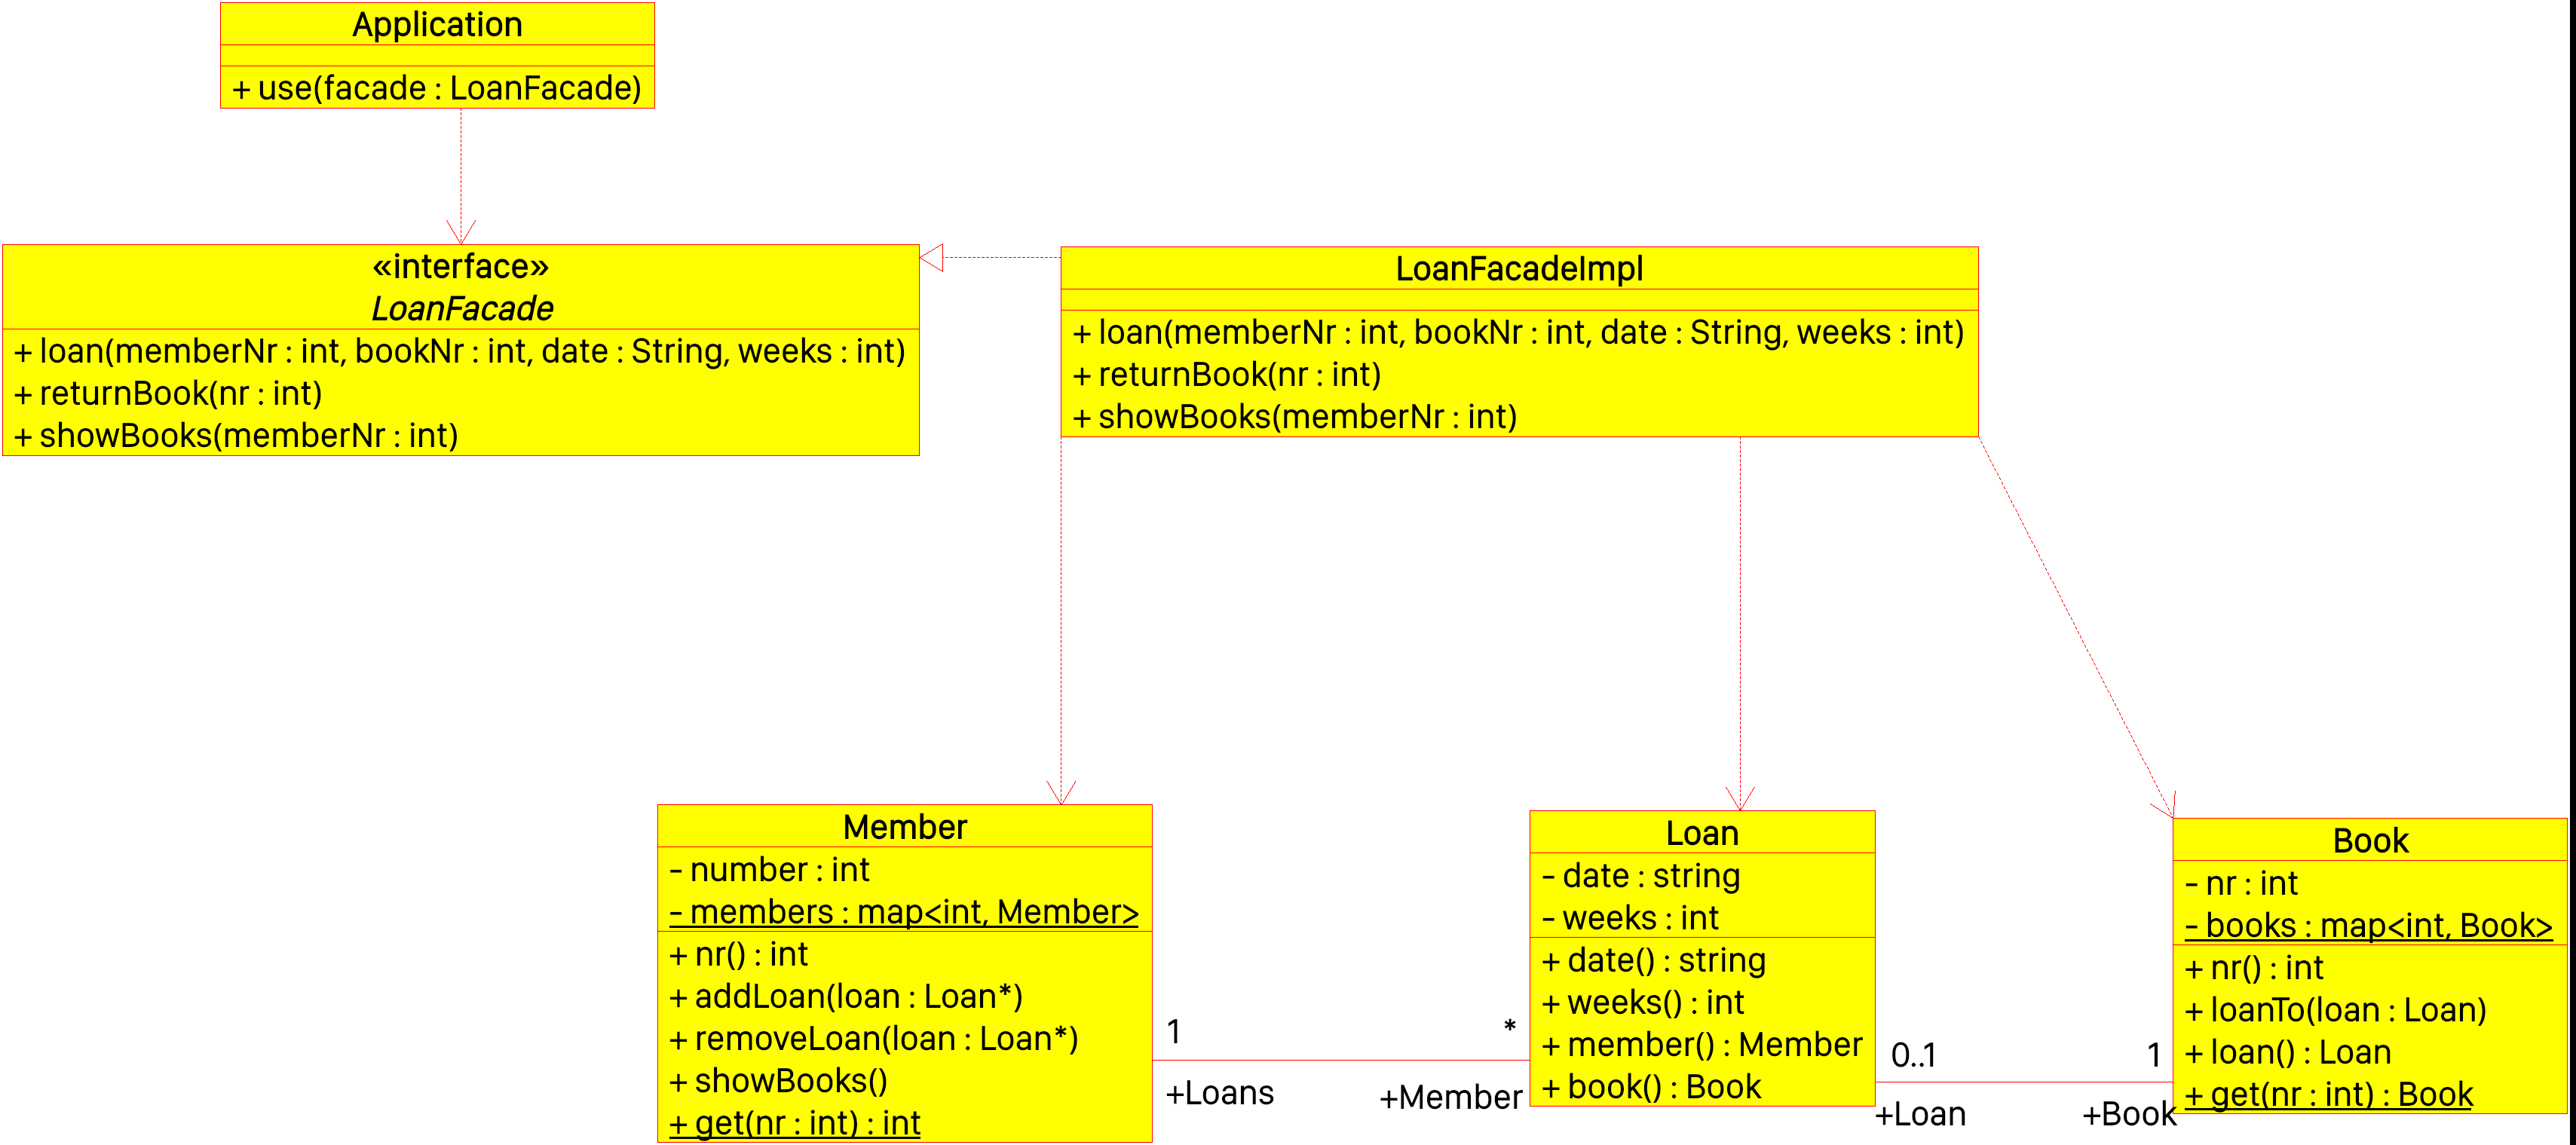 Application
+ use(facade : LoanFacade)
«interface»
LoanFacade
+ loan(memberNr : int, bookNr : int, date : String, weeks : int)
+ returnBook(nr : int)
+ showBooks(memberNr : int)
LoanFacadeImpl
+ loan(memberNr : int, bookNr : int, date : String, weeks : int)
+ returnBook(nr : int)
+ showBooks(memberNr : int)
Member
- number : int
- members : map<int, Member>
+ nr() : int
+ addLoan(loan : Loan*)
+ removeLoan(loan : Loan*)
+ showBooks()
+ get(nr : int) : int
1
*
+Loans
+Member
Loan
- date : string
- weeks : int
+ date() : string
+ weeks() : int
+ member() : Member
+ book() : Book
0..1
1
+Loan
+Book
Book
- nr : int
- books : map<int, Book>
+ nr() : int
+ loanTo(loan : Loan)
+ loan() : Loan
+ get(nr : int) : Book